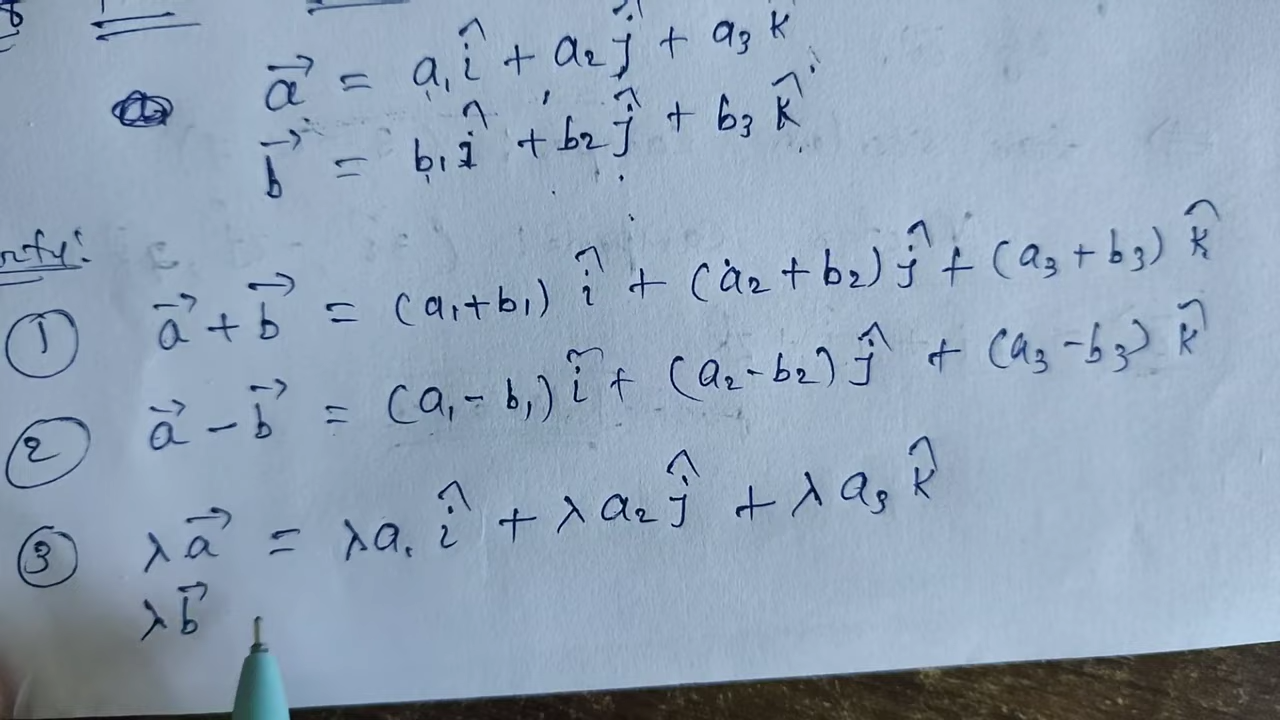 a⃗ = a₁î + a₂ĵ + a₃k̂
b⃗ = b₁î + b₂ĵ + b₃k̂
① a⃗ + b⃗ = (a₁+b₁) î + (a₂+b₂) ĵ + (a₃+b₃) k̂
② a⃗ - b⃗ = (a₁-b₁) î + (a₂-b₂) ĵ + (a₃-b₃) k̂
③ λa⃗ = λa₁ î + λa₂ ĵ + λa₃ k̂
λb⃗